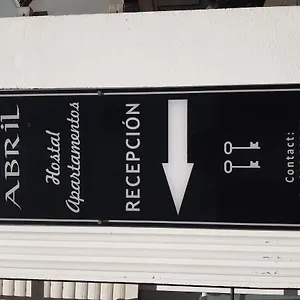 ABRIL
Hostal
Apartamentos
RECEPCIÓN
Contact: